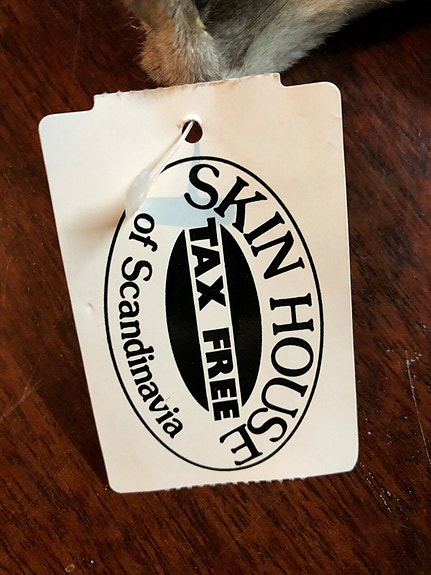 SKIN HOUSE
TAX FREE
of Scandinavia